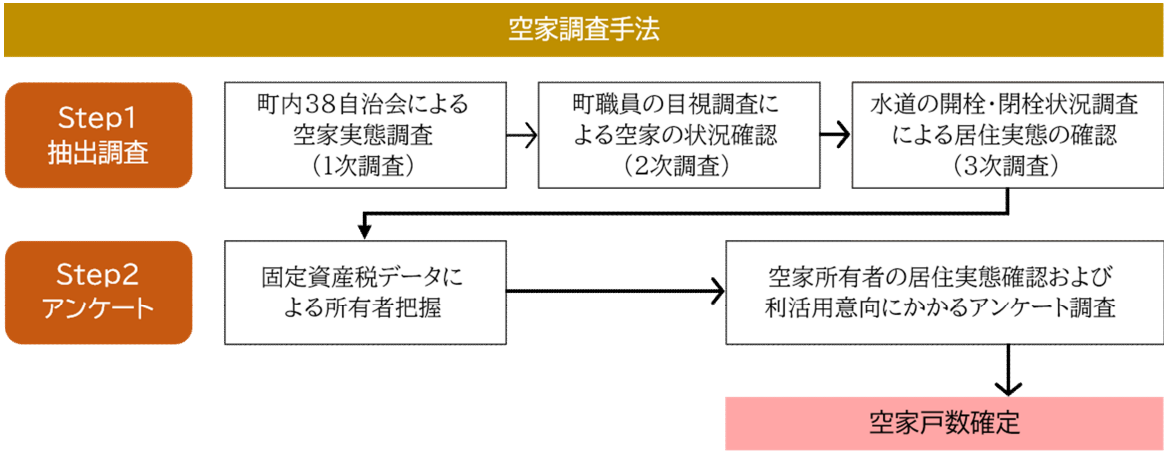 空家調査手法
Step1
抽出調査
町内38自治会による
空家実態調査
(1次調査)
町職員の目視調査に
よる空家の状況確認
(2次調査)
水道の開栓・閉栓状況調査
による居住実態の確認
(3次調査)
Step2
アンケート
固定資産税データに
よる所有者把握
空家所有者の居住実態確認および
利活用意向にかかるアンケート調査
空家戸数確定